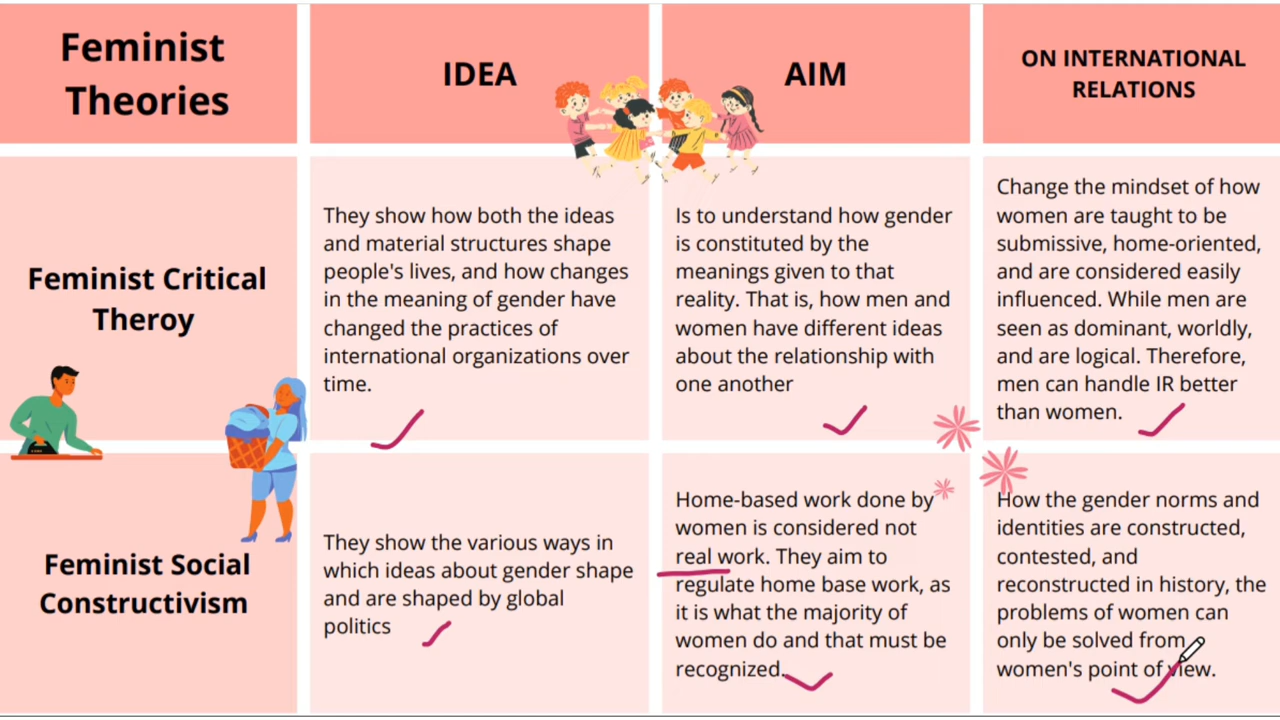 Feminist
Theories
IDEA
AIM
ON INTERNATIONAL
RELATIONS
Feminist Critical
Theroy
They show how both the ideas
and material structures shape
people's lives, and how changes
in the meaning of gender have
changed the practices of
international organizations over
time.
Is to understand how gender
is constituted by the
meanings given to that
reality. That is, how men and
women have different ideas
about the relationship with
one another
Change the mindset of how
women are taught to be
submissive, home-oriented,
and are considered easily
influenced. While men are
seen as dominant, worldly,
and are logical. Therefore,
men can handle IR better
than women.
Feminist Social
Constructivism
They show the various ways in
which ideas about gender shape
and are shaped by global
politics
Home-based work done by
women is considered not
real work. They aim to
regulate home base work, as
it is what the majority of
women do and that must be
recognized.
How the gender norms and
identities are constructed,
contested, and
reconstructed in history, the
problems of women can
only be solved from
women's point of view.